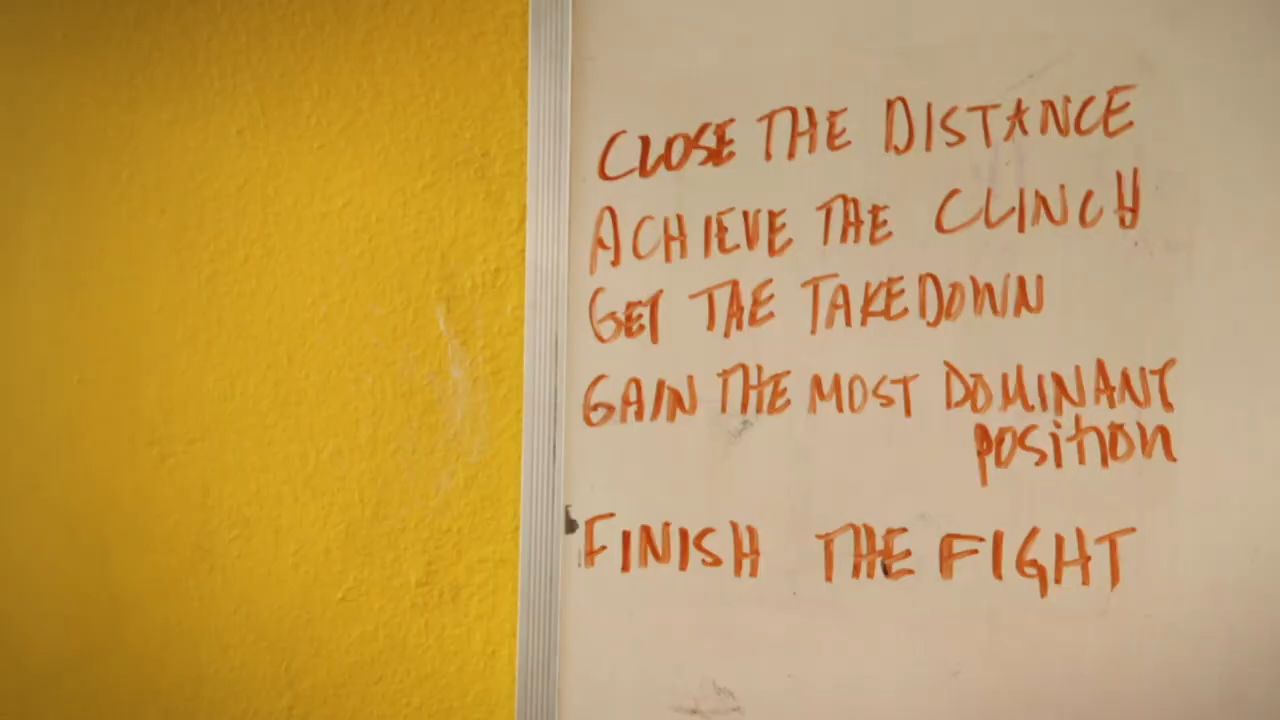 CLOSE THE DISTANCE
ACHIEVE THE CLINCH
GET THE TAKEDOWN
GAIN THE MOST DOMINANT
position
FINISH THE FIGHT